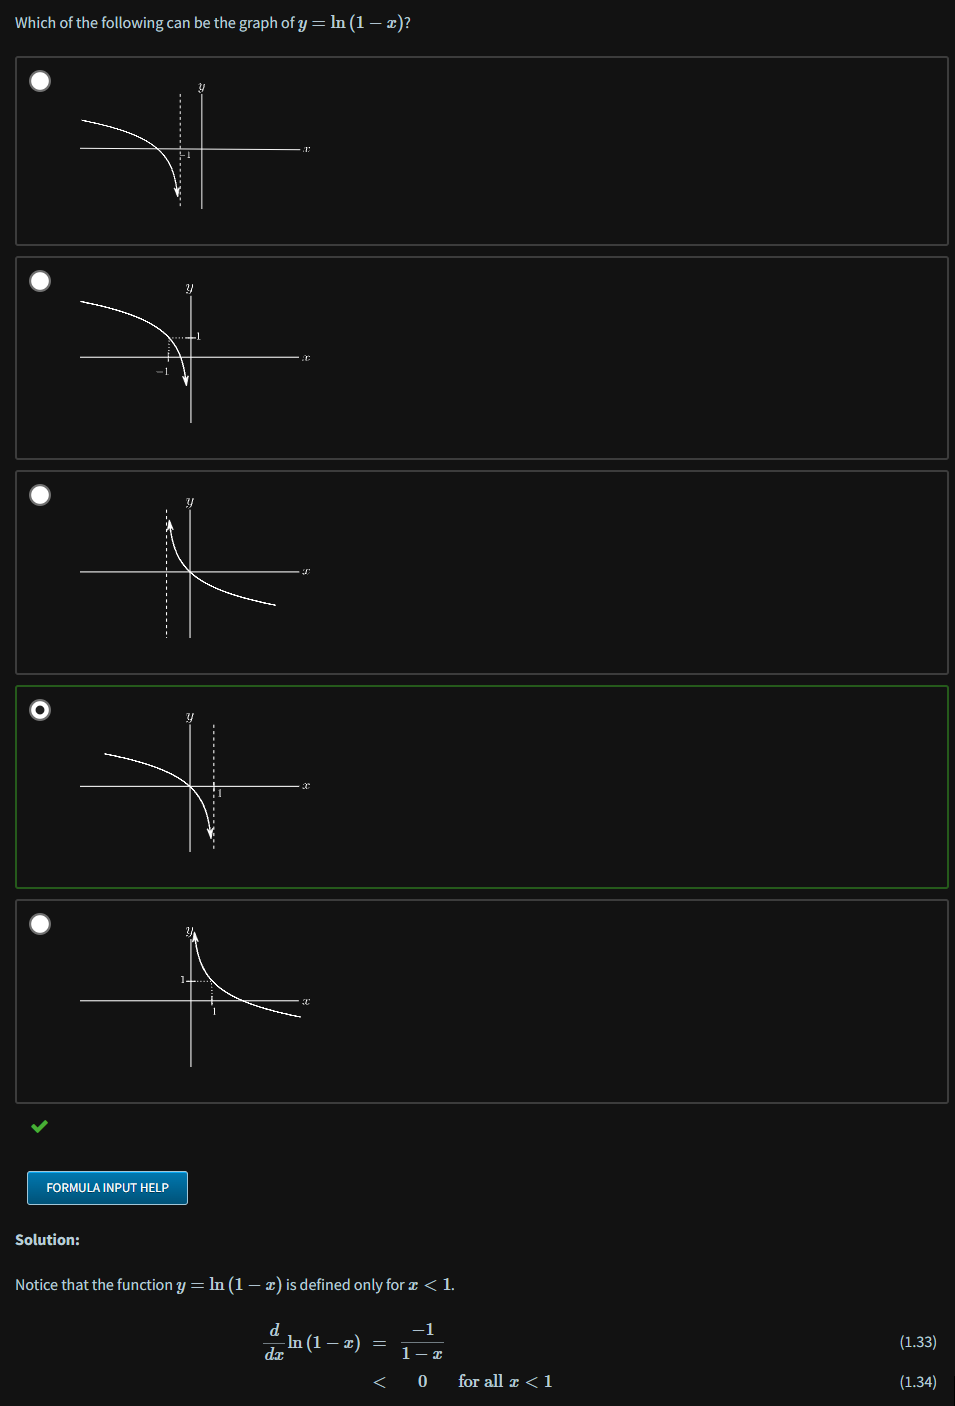 Which of the following can be the graph of y = ln (1 − x)?
y
x
−1
y
1
x
−1
y
x
y
x
1
y
1
x
1
FORMULA INPUT HELP
Solution:
Notice that the function y = ln (1 − x) is defined only for x < 1.
d/dx ln (1 − x) = −1/(1 − x) (1.33)
< 0 for all x < 1 (1.34)